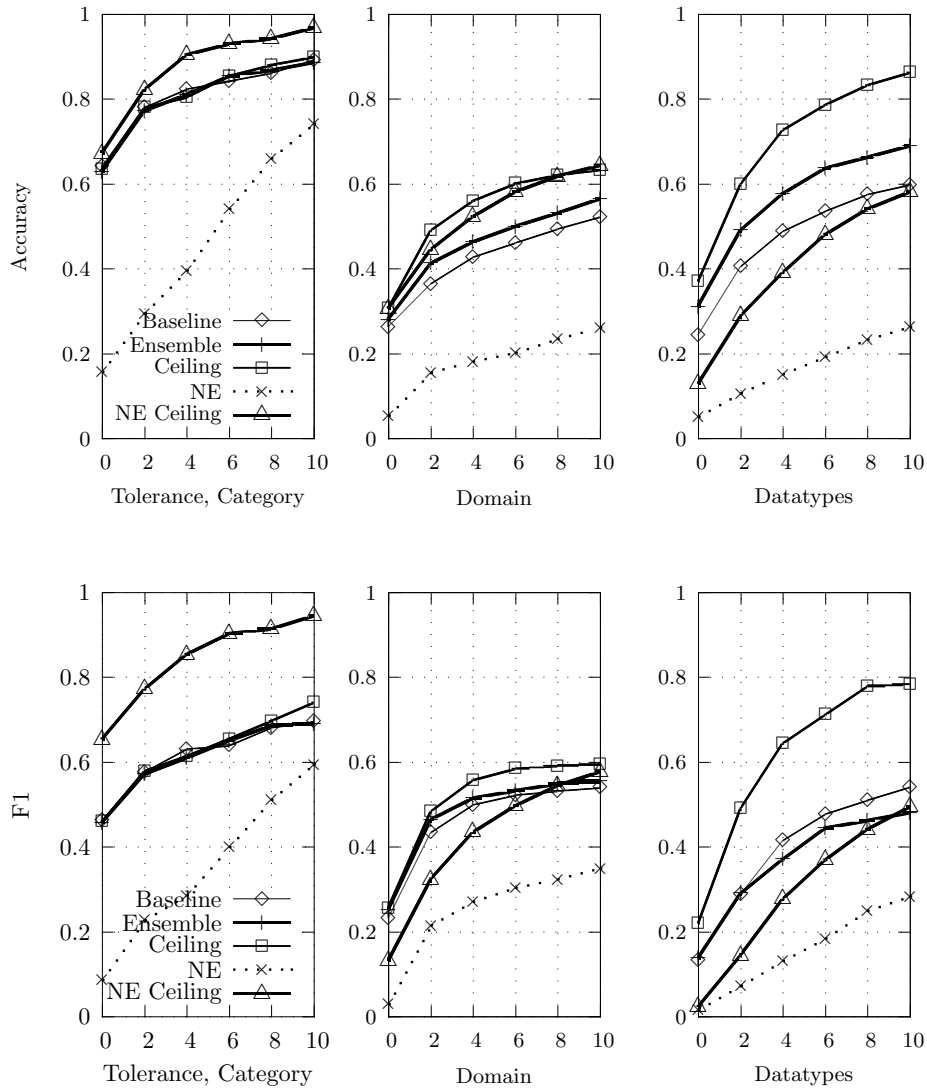 1
0.8
0.6
0.4
0.2
0
0 2 4 6 8 10
Accuracy
Tolerance, Category
Baseline
Ensemble
Ceiling
NE
NE Ceiling
1
0.8
0.6
0.4
0.2
0
0 2 4 6 8 10
Domain
1
0.8
0.6
0.4
0.2
0
0 2 4 6 8 10
Datatypes
1
0.8
0.6
0.4
0.2
0
0 2 4 6 8 10
F1
Tolerance, Category
Baseline
Ensemble
Ceiling
NE
NE Ceiling
1
0.8
0.6
0.4
0.2
0
0 2 4 6 8 10
Domain
1
0.8
0.6
0.4
0.2
0
0 2 4 6 8 10
Datatypes